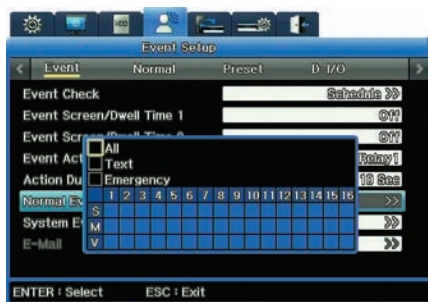 Event Setup
< Event Normal Preset D I/O >
Event Check Schedule >>
Event Screen/Dwell Time 1 Off
Event Off
Event Act Relay1
Action Du 10 Sec
Normal Ev >>
System E >>
E-Mail >>
All
Text
Emergency
1 2 3 4 5 6 7 8 9 10 11 12 13 14 15 16
S
M
V
ENTER : Select ESC : Exit